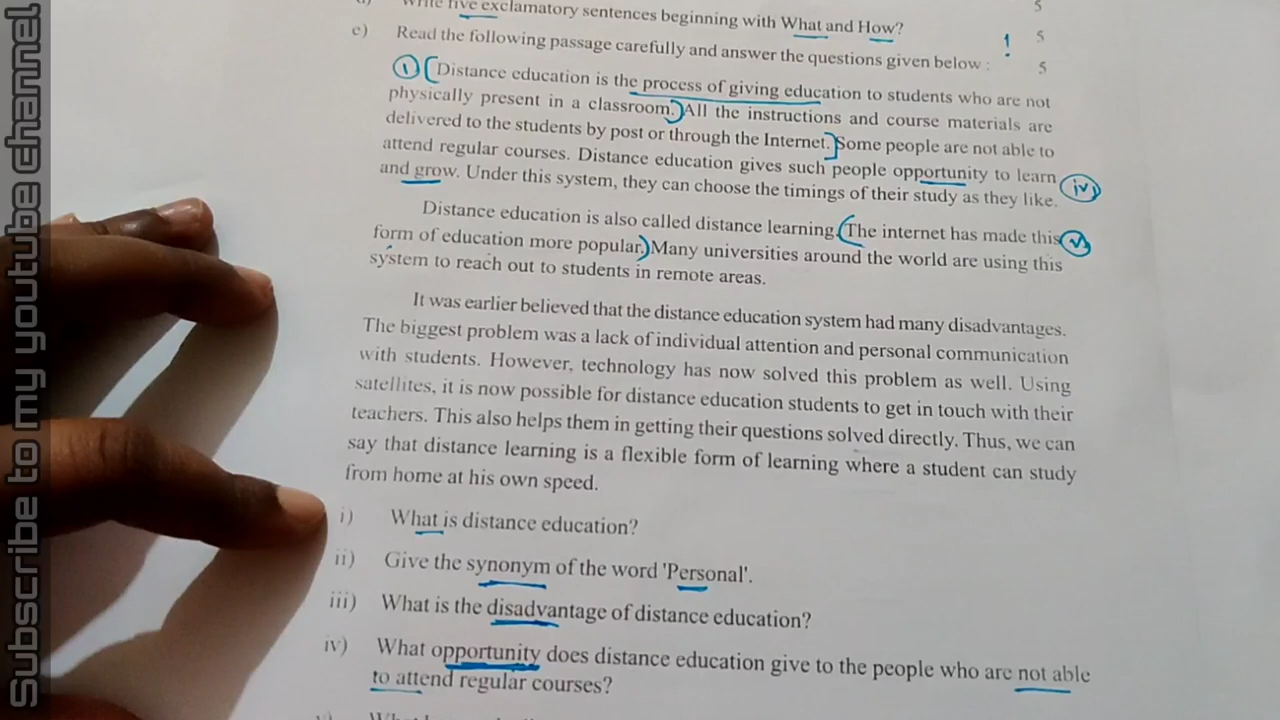 Write five exclamatory sentences beginning with What and How? 5
! 5
e) Read the following passage carefully and answer the questions given below : 5
(i) Distance education is the process of giving education to students who are not
physically present in a classroom. All the instructions and course materials are
delivered to the students by post or through the Internet. Some people are not able to
attend regular courses. Distance education gives such people opportunity to learn
and grow. Under this system, they can choose the timings of their study as they like. (iv)
Distance education is also called distance learning. The internet has made this (v)
form of education more popular. Many universities around the world are using this
system to reach out to students in remote areas.
It was earlier believed that the distance education system had many disadvantages.
The biggest problem was a lack of individual attention and personal communication
with students. However, technology has now solved this problem as well. Using
satellites, it is now possible for distance education students to get in touch with their
teachers. This also helps them in getting their questions solved directly. Thus, we can
say that distance learning is a flexible form of learning where a student can study
from home at his own speed.
i) What is distance education?
ii) Give the synonym of the word 'Personal'.
iii) What is the disadvantage of distance education?
iv) What opportunity does distance education give to the people who are not able
to attend regular courses?
Subscribe to my youtube channel